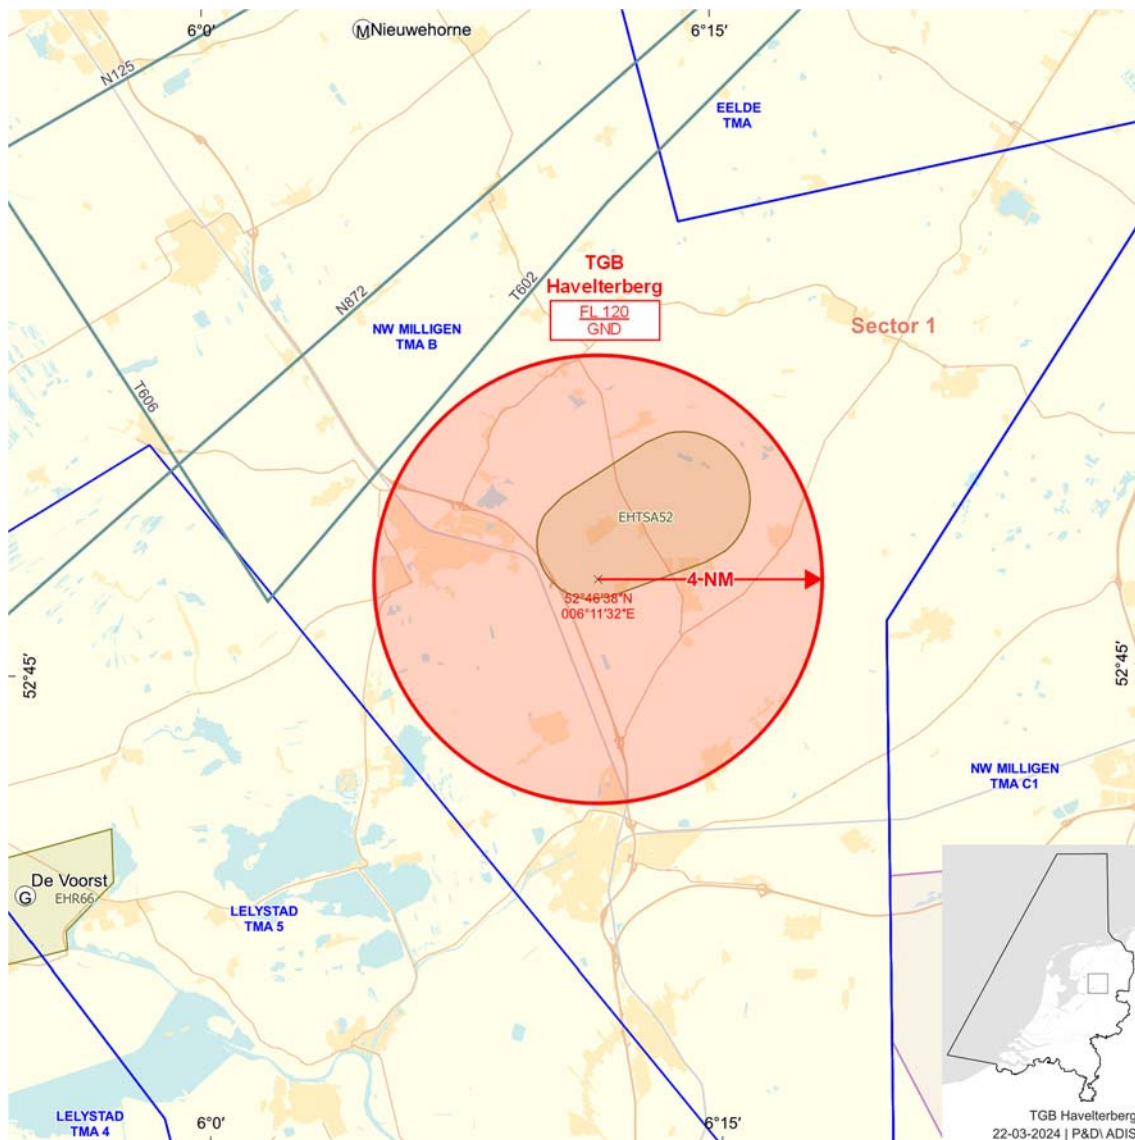 6°0'
Nieuwehorne
M
6°15'
N125
EELDE
TMA
TGB
Havelterberg
FL 120
GND
T602
N872
NW MILLIGEN
TMA B
Sector 1
T606
EHTSA52
4 NM
52°46'38"N
006°11'32"E
52°45'
52°45'
NW MILLIGEN
TMA C1
De Voorst
G
EHR66
LELYSTAD
TMA 5
LELYSTAD
TMA 4
6°0'
6°15'
TGB Havelterberg
22-03-2024 | P&D\ ADIS